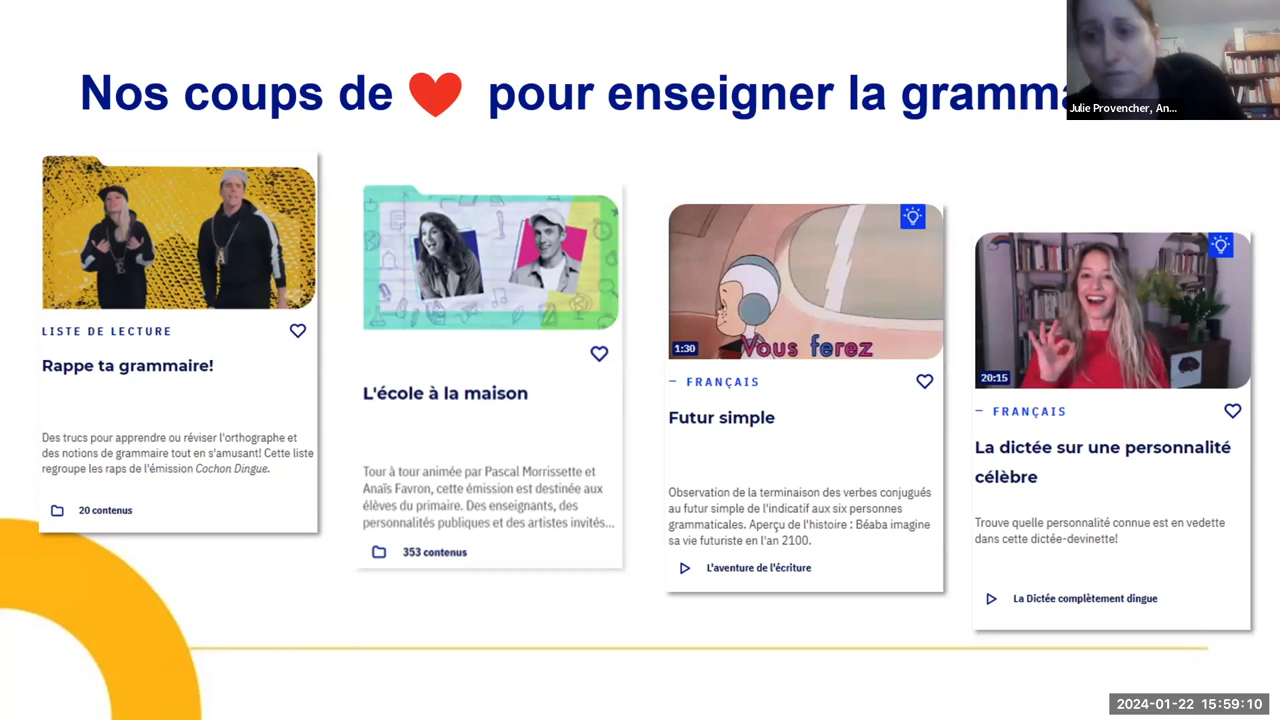 Nos coups de ❤ pour enseigner la gramma
Julie Provencher, An...
LISTE DE LECTURE
Rappe ta grammaire!
Des trucs pour apprendre ou réviser l'orthographe et
des notions de grammaire tout en s'amusant! Cette liste
regroupe les raps de l'émission Cochon Dingue.
20 contenus
L'école à la maison
Tour à tour animée par Pascal Morrissette et
Anaïs Favron, cette émission est destinée aux
élèves du primaire. Des enseignants, des
personnalités publiques et des artistes invités...
353 contenus
Vous ferez
1:30
– FRANÇAIS
Futur simple
Observation de la terminaison des verbes conjugués
au futur simple de l'indicatif aux six personnes
grammaticales. Aperçu de l'histoire : Béaba imagine
sa vie futuriste en l'an 2100.
L'aventure de l'écriture
20:15
– FRANÇAIS
La dictée sur une personnalité
célèbre
Trouve quelle personnalité connue est en vedette
dans cette dictée-devinette!
La Dictée complètement dingue
2024-01-22 15:59:10